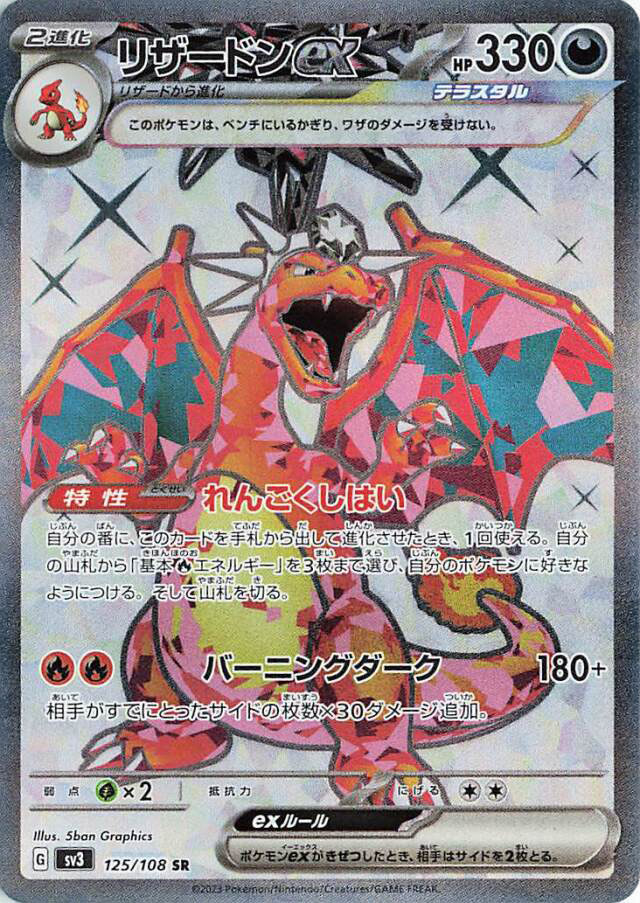 2進化
リザードンex
HP330
リザードから進化
テラスタル
このポケモンは、ベンチにいるかぎり、ワザのダメージを受けない。
特性 とくせい れんごくしはい
自分の番に、このカードを手札から出して進化させたとき、1回使える。自分
の山札から「基本エネルギー」を3枚まで選び、自分のポケモンに好きな
ようにつける。そして山札を切る。
バーニングダーク 180+
相手がすでにとったサイドの枚数×30ダメージ追加。
弱点 ×2 抵抗力 にげる
exルール
ポケモンexがきぜつしたとき、相手はサイドを2枚とる。
Illus. 5ban Graphics
G sv3 125/108 SR
©2023 Pokémon/Nintendo/Creatures/GAME FREAK.